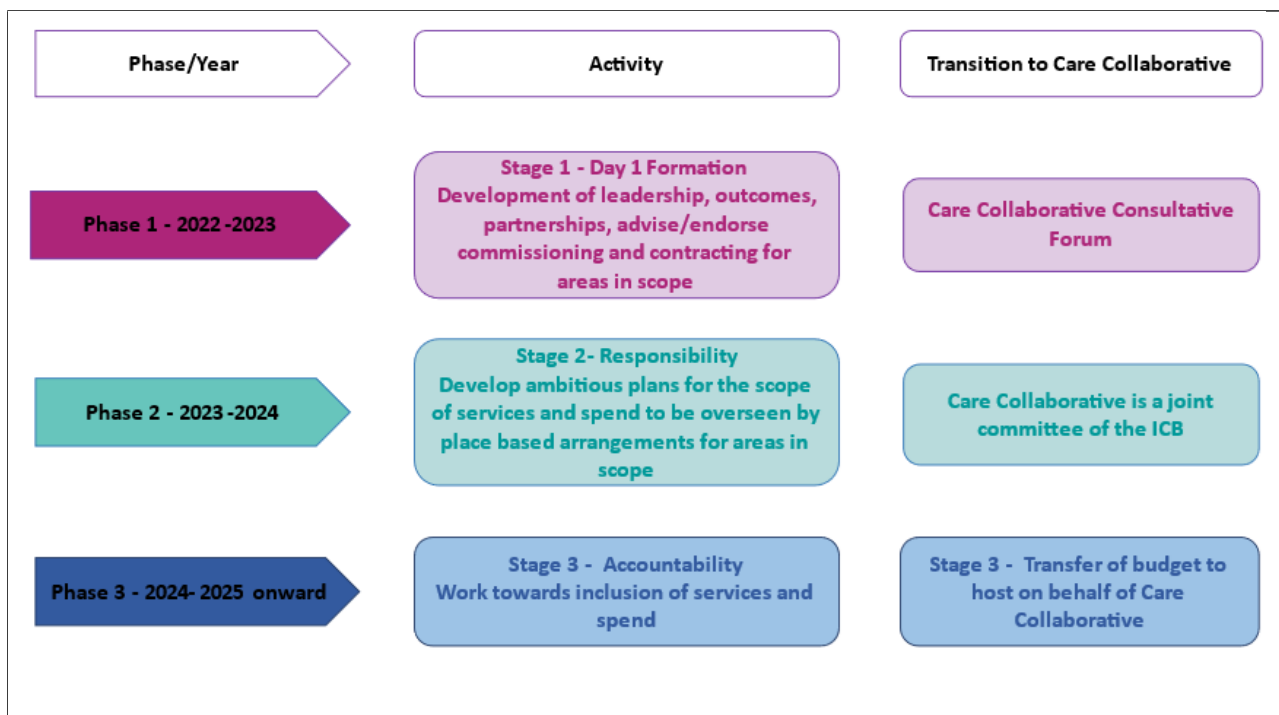 Phase/Year
Activity
Transition to Care Collaborative
Phase 1 - 2022 -2023
Stage 1 - Day 1 Formation
Development of leadership, outcomes,
partnerships, advise/endorse
commissioning and contracting for
areas in scope
Care Collaborative Consultative
Forum
Phase 2 - 2023 -2024
Stage 2- Responsibility
Develop ambitious plans for the scope
of services and spend to be overseen by
place based arrangements for areas in
scope
Care Collaborative is a joint
committee of the ICB
Phase 3 - 2024- 2025 onward
Stage 3 - Accountability
Work towards inclusion of services and
spend
Stage 3 - Transfer of budget to
host on behalf of Care
Collaborative